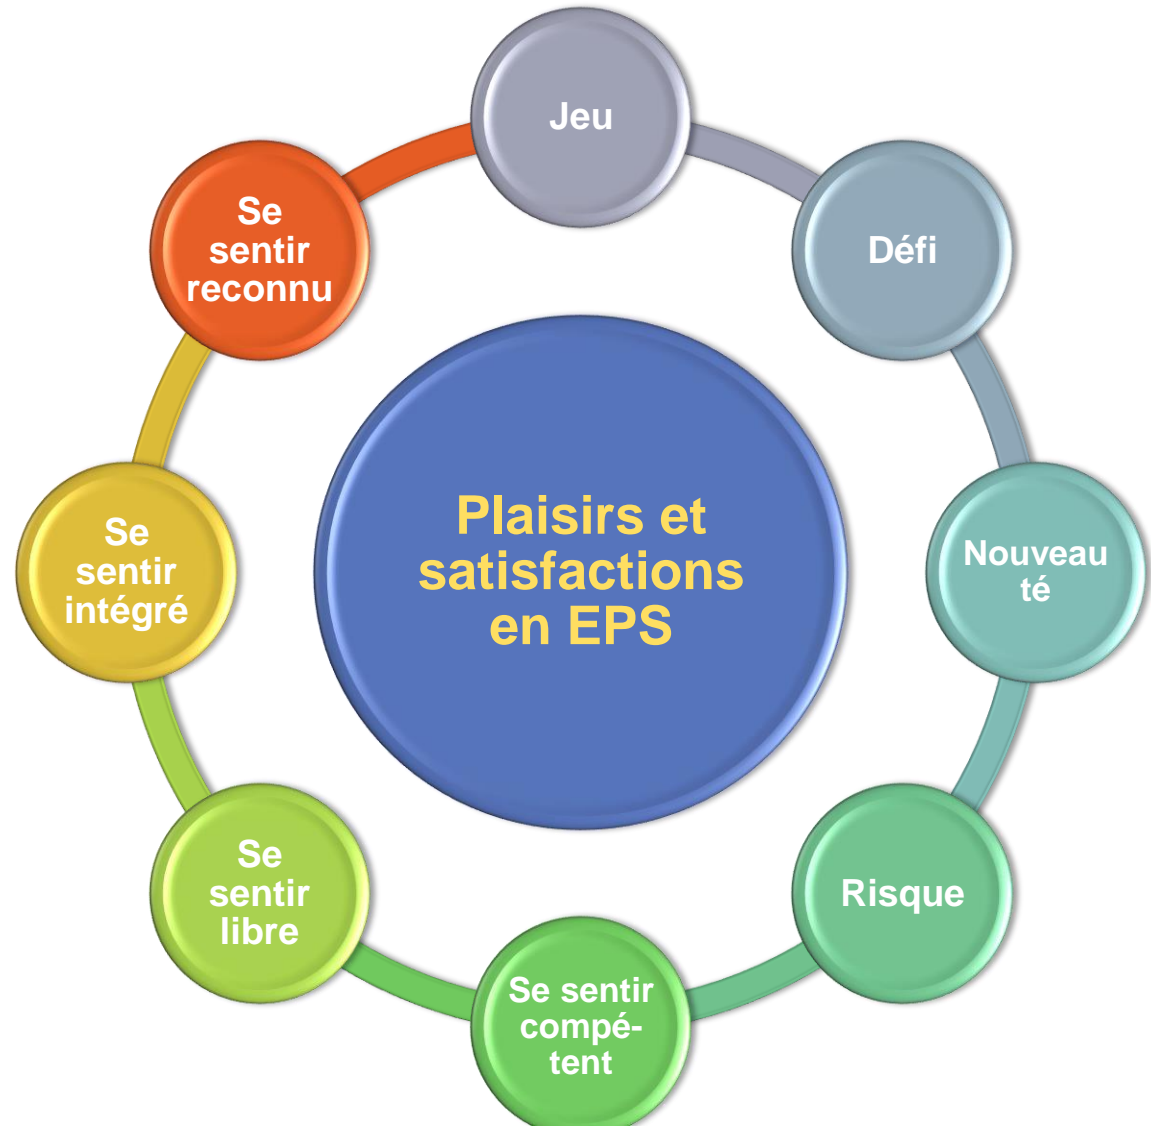 Jeu
Défi
Nouveau
té
Risque
Se sentir
compé-
tent
Se
sentir
libre
Se
sentir
intégré
Se
sentir
reconnu
Plaisirs et
satisfactions
en EPS